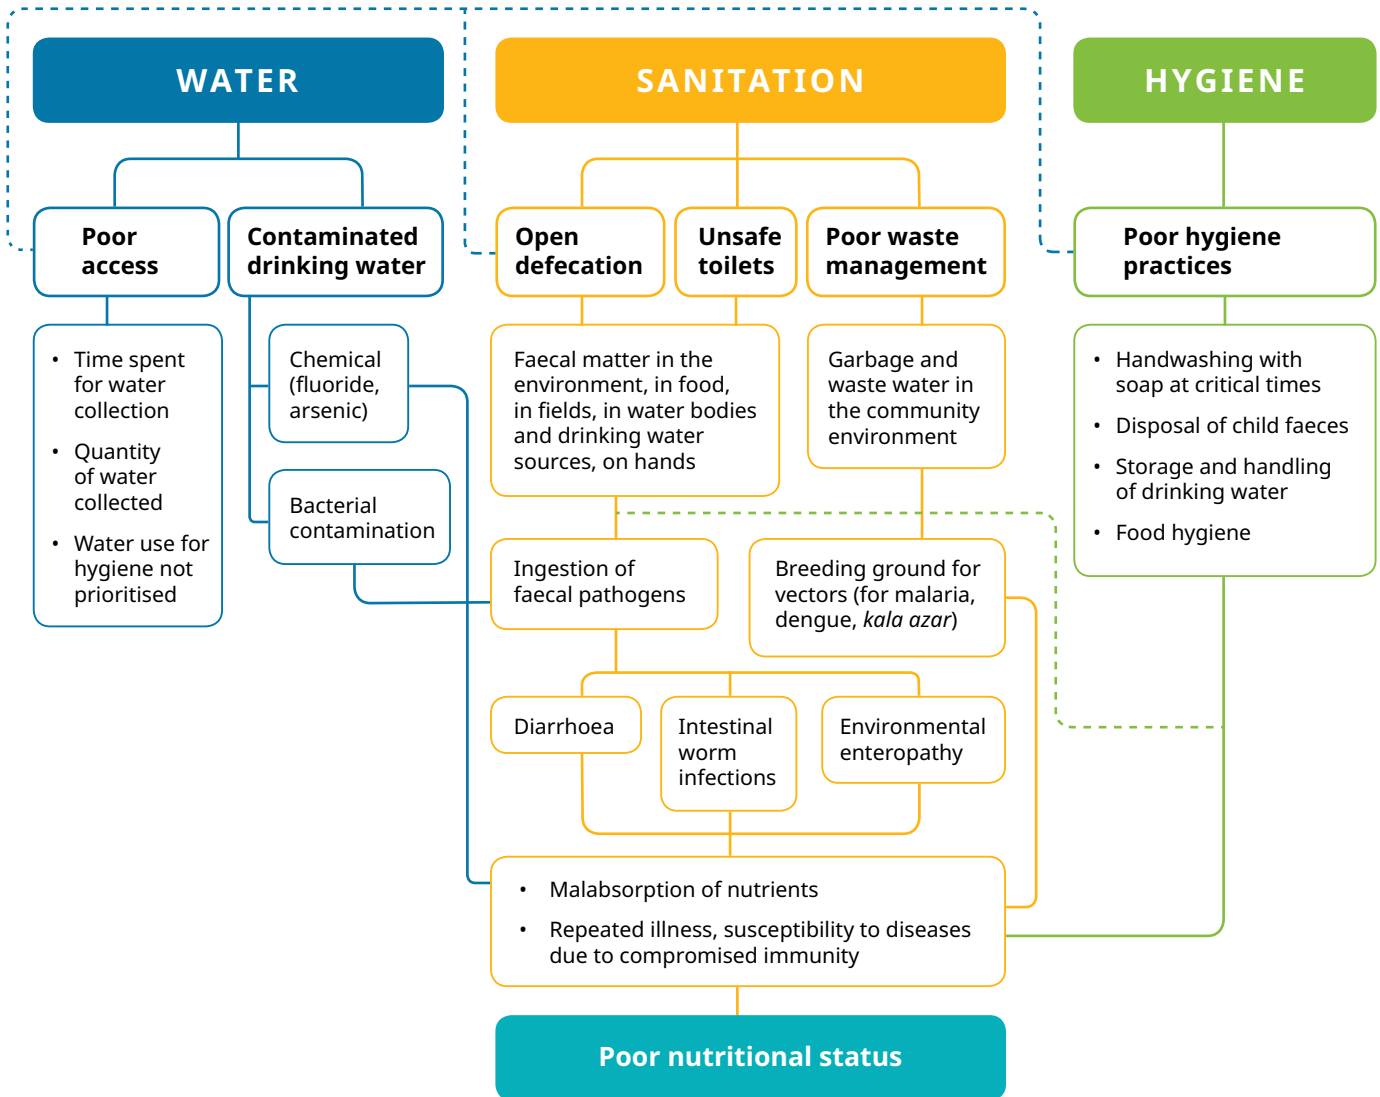 WATER
SANITATION
HYGIENE
Poor
access
Contaminated
drinking water
Open
defecation
Unsafe
toilets
Poor waste
management
Poor hygiene
practices
• Time spent
for water
collection
• Quantity
of water
collected
• Water use for
hygiene not
prioritised
Chemical
(fluoride,
arsenic)
Bacterial
contamination
Faecal matter in the
environment, in food,
in fields, in water bodies
and drinking water
sources, on hands
Garbage and
waste water in
the community
environment
• Handwashing with
soap at critical times
• Disposal of child faeces
• Storage and handling
of drinking water
• Food hygiene
Ingestion of
faecal pathogens
Breeding ground for
vectors (for malaria,
dengue, kala azar)
Diarrhoea
Intestinal
worm
infections
Environmental
enteropathy
• Malabsorption of nutrients
• Repeated illness, susceptibility to diseases
due to compromised immunity
Poor nutritional status